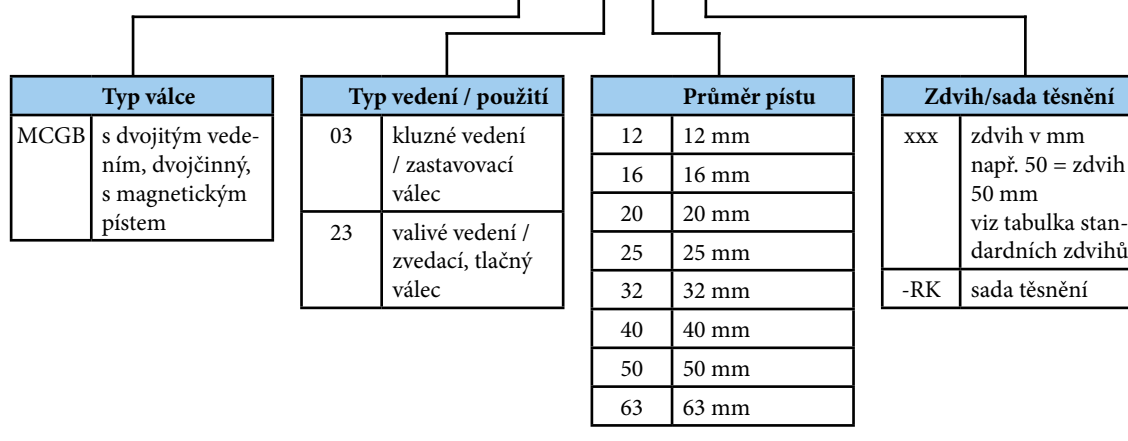 Typ válce
MCGB s dvojitým vede-
ním, dvojčinný,
s magnetickým
pístem
Typ vedení / použití
03 kluzné vedení
/ zastavovací
válec
23 valivé vedení /
zvedací, tlačný
válec
Průměr pístu
12 12 mm
16 16 mm
20 20 mm
25 25 mm
32 32 mm
40 40 mm
50 50 mm
63 63 mm
Zdvih/sada těsnění
xxx zdvih v mm
např. 50 = zdvih
50 mm
viz tabulka stan-
dardních zdvihů
-RK sada těsnění